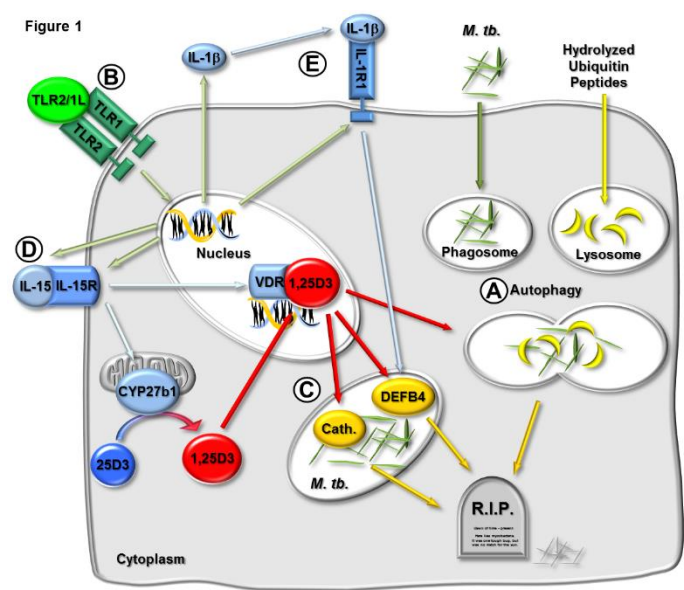 Figure 1
IL-1β
E
IL-1β
IL-1R1
M. tb.
Hydrolyzed
Ubiquitin
Peptides
B
TLR2/1L
TLR1
TLR2
Nucleus
Phagosome
Lysosome
D
IL-15
IL-15R
VDR
1,25D3
A
Autophagy
CYP27b1
C
DEFB4
Cath.
25D3
1,25D3
M. tb.
R.I.P.
Cytoplasm